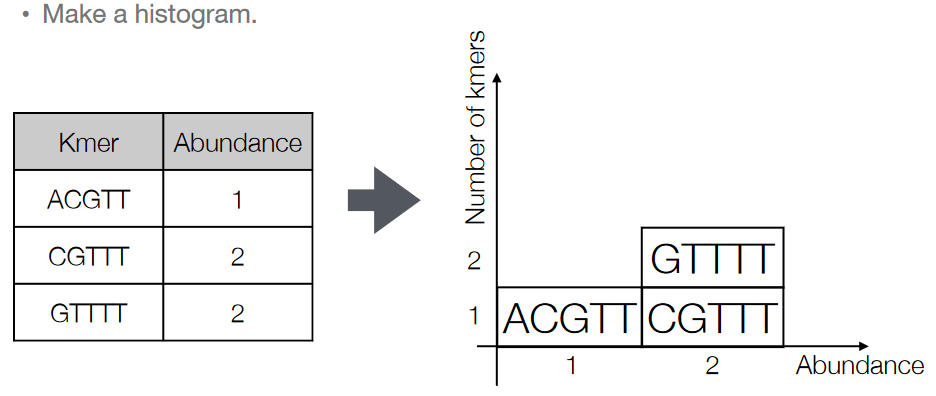 • Make a histogram.
Kmer Abundance
ACGTT 1
CGTTT 2
GTTTT 2
Number of kmers
2
1
GTTTT
ACGTT CGTTT
1 2 Abundance